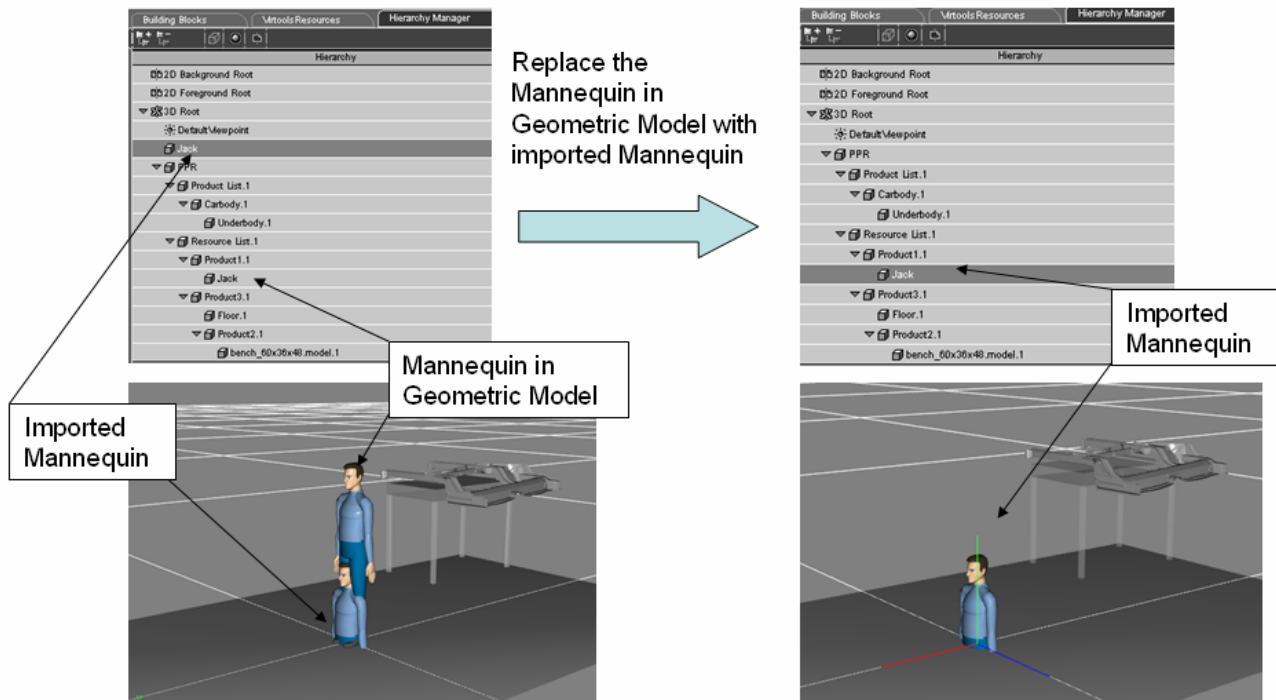 Building Blocks
Virtools Resources
Hierarchy Manager
Hierarchy
2D Background Root
2D Foreground Root
3D Root
DefaultViewpoint
Jack
PPR
Product List.1
Carbody.1
Underbody.1
Resource List.1
Product1.1
Jack
Product3.1
Floor.1
Product2.1
bench_60x36x48.model.1
Replace the
Mannequin in
Geometric Model with
imported Mannequin
Building Blocks
Virtools Resources
Hierarchy Manager
Hierarchy
2D Background Root
2D Foreground Root
3D Root
DefaultViewpoint
PPR
Product List.1
Carbody.1
Underbody.1
Resource List.1
Product1.1
Jack
Product3.1
Floor.1
Product2.1
bench_60x36x48.model.1
Imported
Mannequin
Mannequin in
Geometric Model
Imported
Mannequin